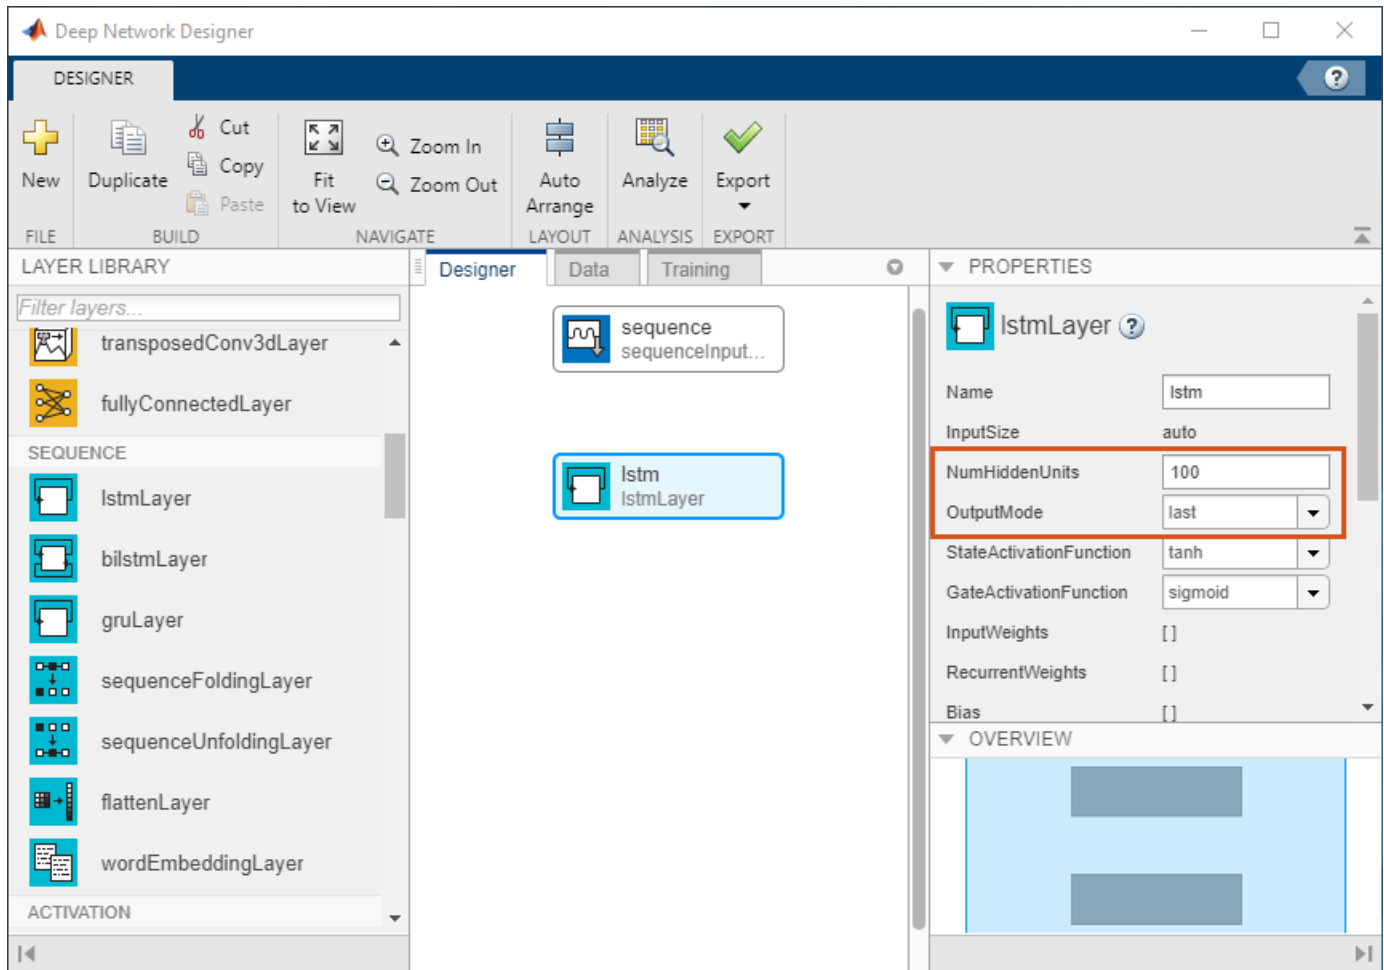 Deep Network Designer
DESIGNER
?
New
Duplicate
Cut
Copy
Paste
Fit
to View
Zoom In
Zoom Out
Auto
Arrange
Analyze
Export
FILE
BUILD
NAVIGATE
LAYOUT
ANALYSIS
EXPORT
LAYER LIBRARY
Filter layers...
transposedConv3dLayer
fullyConnectedLayer
SEQUENCE
lstmLayer
bilstmLayer
gruLayer
sequenceFoldingLayer
sequenceUnfoldingLayer
flattenLayer
wordEmbeddingLayer
ACTIVATION
Designer
Data
Training
sequence
sequenceInput...
lstm
lstmLayer
PROPERTIES
lstmLayer ?
Name lstm
InputSize auto
NumHiddenUnits 100
OutputMode last
StateActivationFunction tanh
GateActivationFunction sigmoid
InputWeights [ ]
RecurrentWeights [ ]
Bias [ ]
OVERVIEW